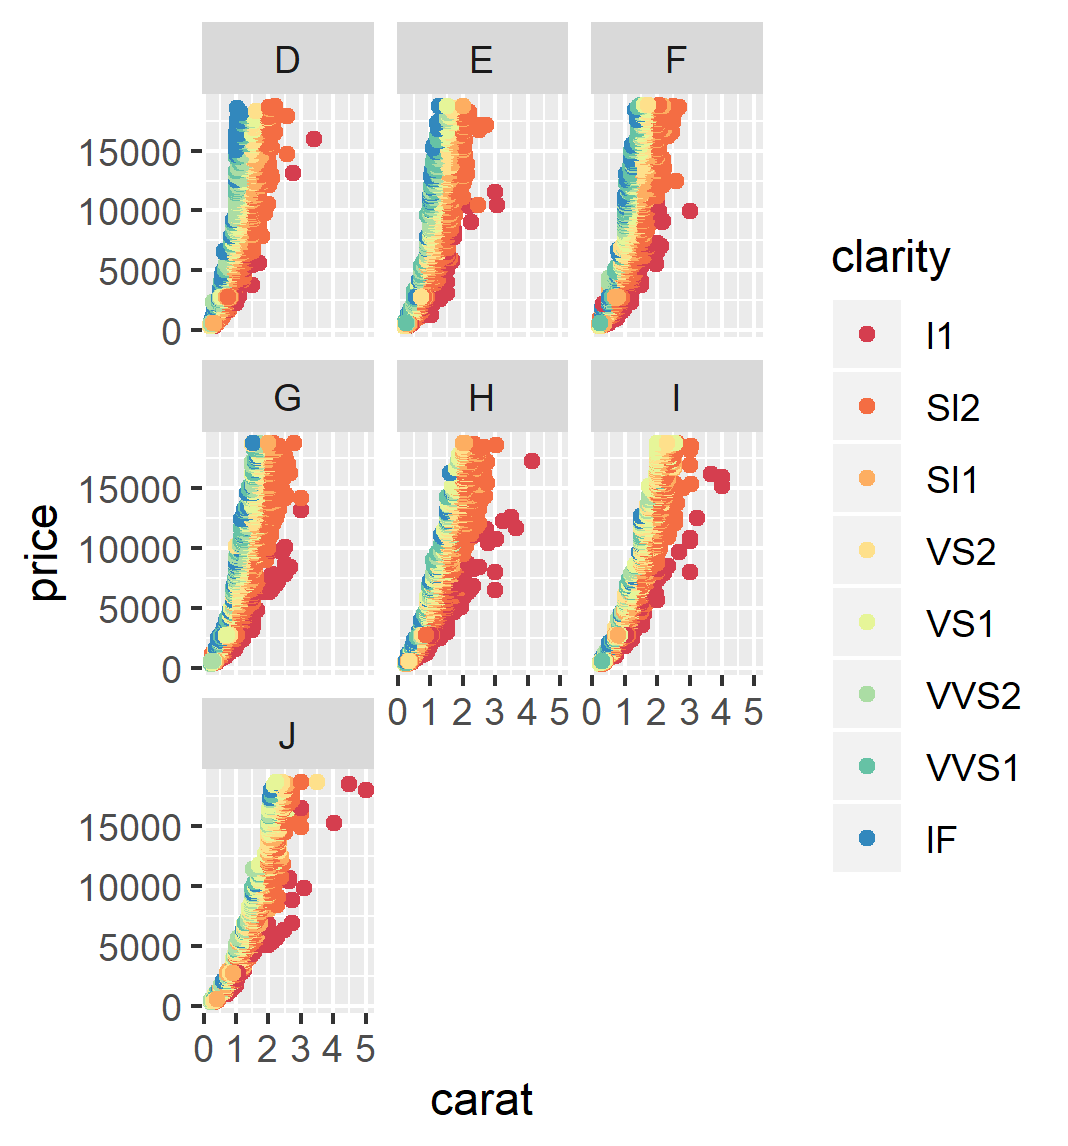 D E F
15000
10000
5000
0
G H I
15000
10000
5000
0
0 1 2 3 4 5 0 1 2 3 4 5
J
15000
10000
5000
0
0 1 2 3 4 5
price
carat
clarity
I1
SI2
SI1
VS2
VS1
VVS2
VVS1
IF